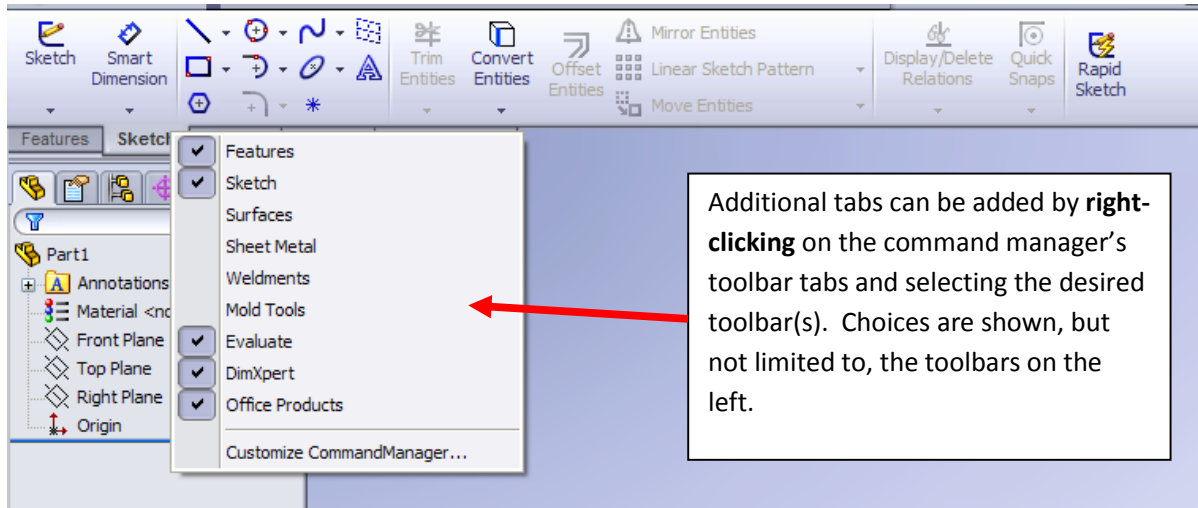 Sketch
Smart
Dimension
Trim
Entities
Convert
Entities
Offset
Entities
Mirror Entities
Linear Sketch Pattern
Move Entities
Display/Delete
Relations
Quick
Snaps
Rapid
Sketch
Features
Sketch
Part1
Annotations
Material <no
Front Plane
Top Plane
Right Plane
Origin
Features
Sketch
Surfaces
Sheet Metal
Weldments
Mold Tools
Evaluate
DimXpert
Office Products
Customize CommandManager...
Additional tabs can be added by right-
clicking on the command manager's
toolbar tabs and selecting the desired
toolbar(s). Choices are shown, but
not limited to, the toolbars on the
left.